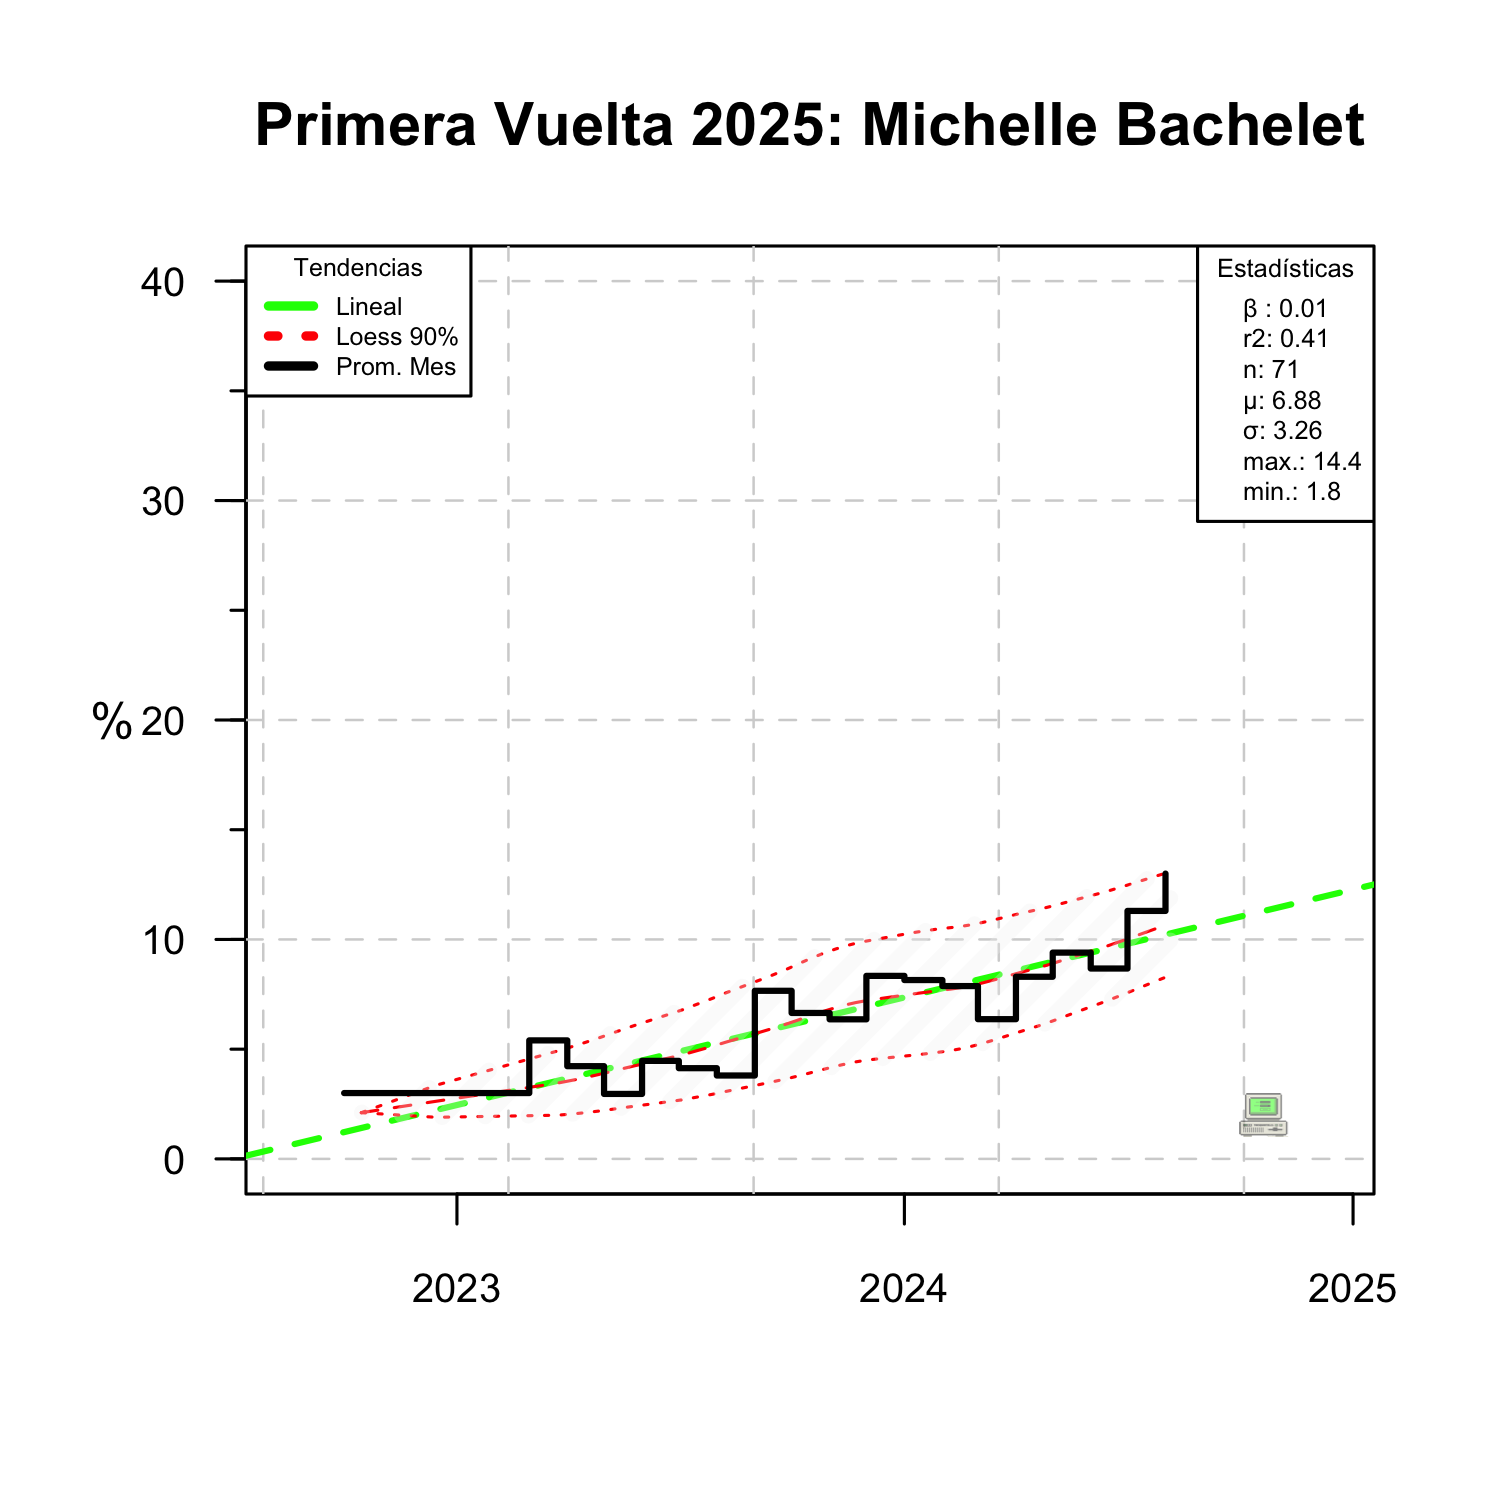 Primera Vuelta 2025: Michelle Bachelet
Tendencias
Lineal
Loess 90%
Prom. Mes
Estadísticas
β : 0.01
r2: 0.41
n: 71
μ: 6.88
σ: 3.26
max.: 14.4
min.: 1.8
%
40
30
20
10
0
2023
2024
2025